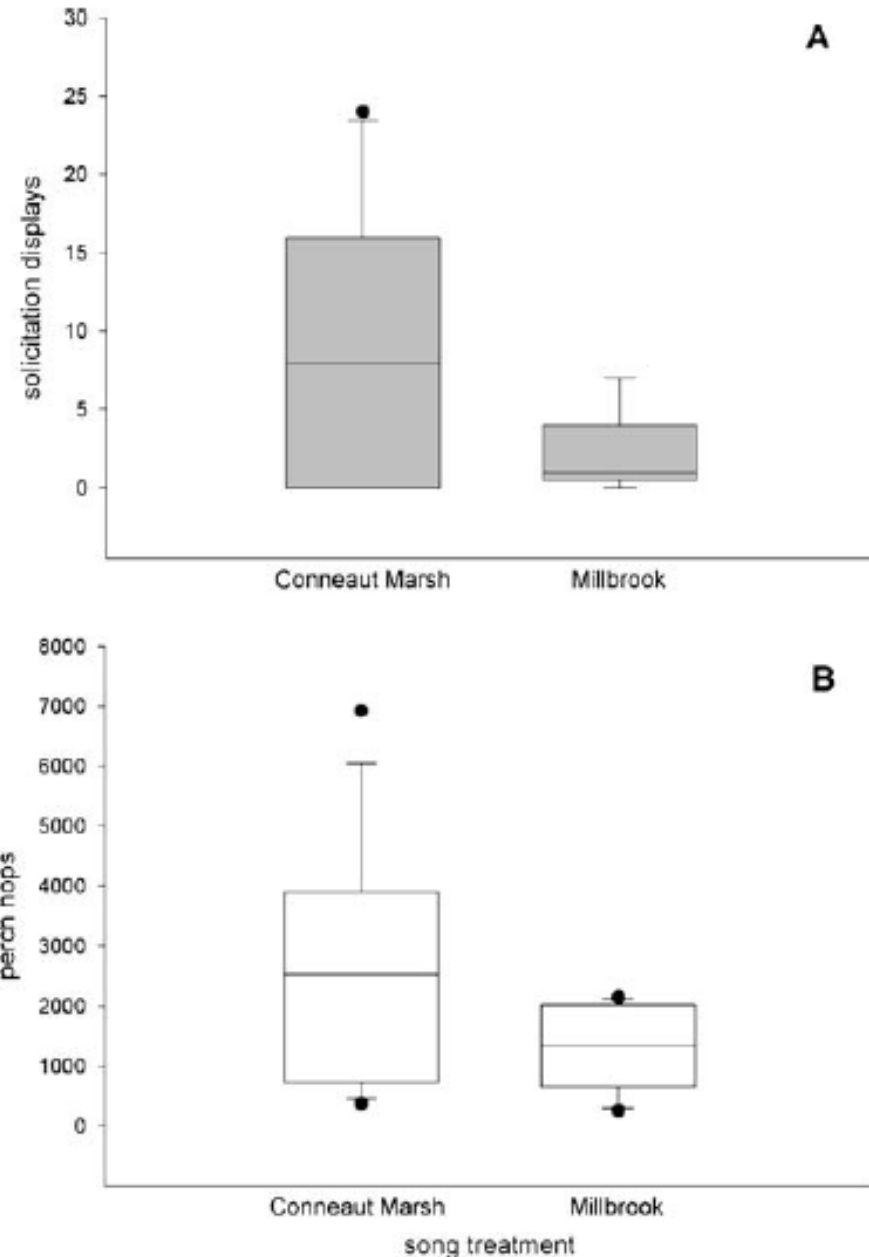 A
30
25
20
15
10
5
0
solicitation displays
Conneaut Marsh Millbrook
B
8000
7000
6000
5000
4000
3000
2000
1000
0
perch hops
Conneaut Marsh Millbrook
song treatment